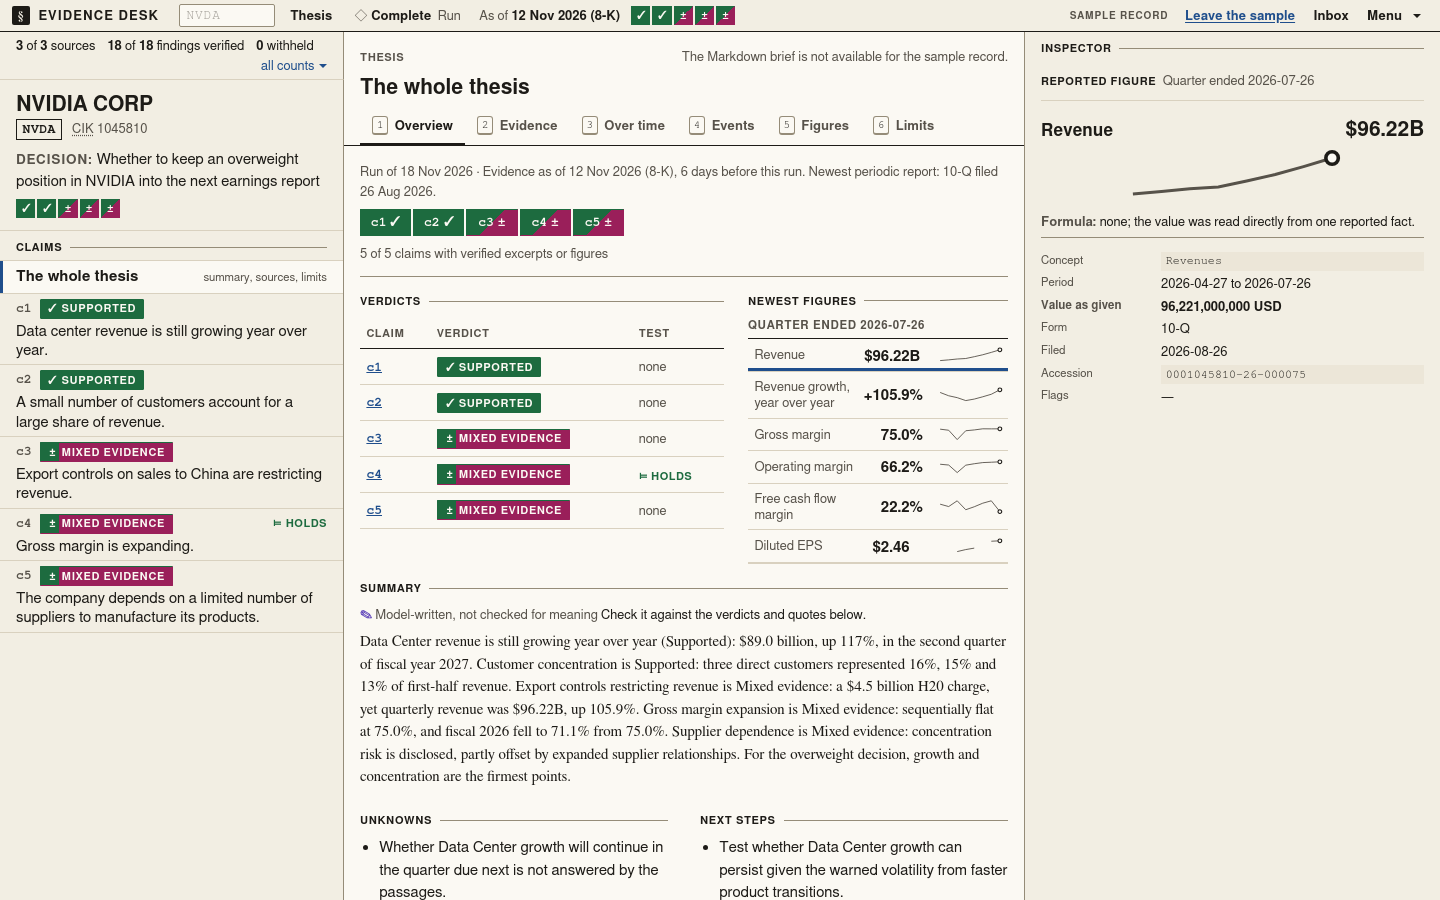 § EVIDENCE DESK NVDA Thesis Complete Run As of 12 Nov 2026 (8-K) ✓ ✓ ± ± ± SAMPLE RECORD Leave the sample Inbox Menu
3 of 3 sources 18 of 18 findings verified 0 withheld
all counts
NVIDIA CORP
NVDA CIK 1045810
DECISION: Whether to keep an overweight
position in NVIDIA into the next earnings report
✓ ✓ ± ± ±
CLAIMS
The whole thesis summary, sources, limits
c1 ✓ SUPPORTED
Data center revenue is still growing year over
year.
c2 ✓ SUPPORTED
A small number of customers account for a
large share of revenue.
c3 ± MIXED EVIDENCE
Export controls on sales to China are restricting
revenue.
c4 ± MIXED EVIDENCE ⊨ HOLDS
Gross margin is expanding.
c5 ± MIXED EVIDENCE
The company depends on a limited number of
suppliers to manufacture its products.
THESIS The Markdown brief is not available for the sample record.
The whole thesis
1 Overview 2 Evidence 3 Over time 4 Events 5 Figures 6 Limits
Run of 18 Nov 2026 · Evidence as of 12 Nov 2026 (8-K), 6 days before this run. Newest periodic report: 10-Q filed
26 Aug 2026.
c1 ✓ c2 ✓ c3 ± c4 ± c5 ±
5 of 5 claims with verified excerpts or figures
VERDICTS
CLAIM VERDICT TEST
c1 ✓ SUPPORTED none
c2 ✓ SUPPORTED none
c3 ± MIXED EVIDENCE none
c4 ± MIXED EVIDENCE ⊨ HOLDS
c5 ± MIXED EVIDENCE none
NEWEST FIGURES
QUARTER ENDED 2026-07-26
Revenue $96.22B
Revenue growth,
year over year +105.9%
Gross margin 75.0%
Operating margin 66.2%
Free cash flow
margin 22.2%
Diluted EPS $2.46
SUMMARY
✎ Model-written, not checked for meaning Check it against the verdicts and quotes below.
Data Center revenue is still growing year over year (Supported): $89.0 billion, up 117%, in the second quarter
of fiscal year 2027. Customer concentration is Supported: three direct customers represented 16%, 15% and
13% of first-half revenue. Export controls restricting revenue is Mixed evidence: a $4.5 billion H20 charge,
yet quarterly revenue was $96.22B, up 105.9%. Gross margin expansion is Mixed evidence: sequentially flat
at 75.0%, and fiscal 2026 fell to 71.1% from 75.0%. Supplier dependence is Mixed evidence: concentration
risk is disclosed, partly offset by expanded supplier relationships. For the overweight decision, growth and
concentration are the firmest points.
UNKNOWNS
• Whether Data Center growth will continue in
the quarter due next is not answered by the
passages.
NEXT STEPS
• Test whether Data Center growth can
persist given the warned volatility from faster
product transitions.
INSPECTOR
REPORTED FIGURE Quarter ended 2026-07-26
Revenue $96.22B
Formula: none; the value was read directly from one reported fact.
Concept Revenues
Period 2026-04-27 to 2026-07-26
Value as given 96,221,000,000 USD
Form 10-Q
Filed 2026-08-26
Accession 0001045810-26-000075
Flags —